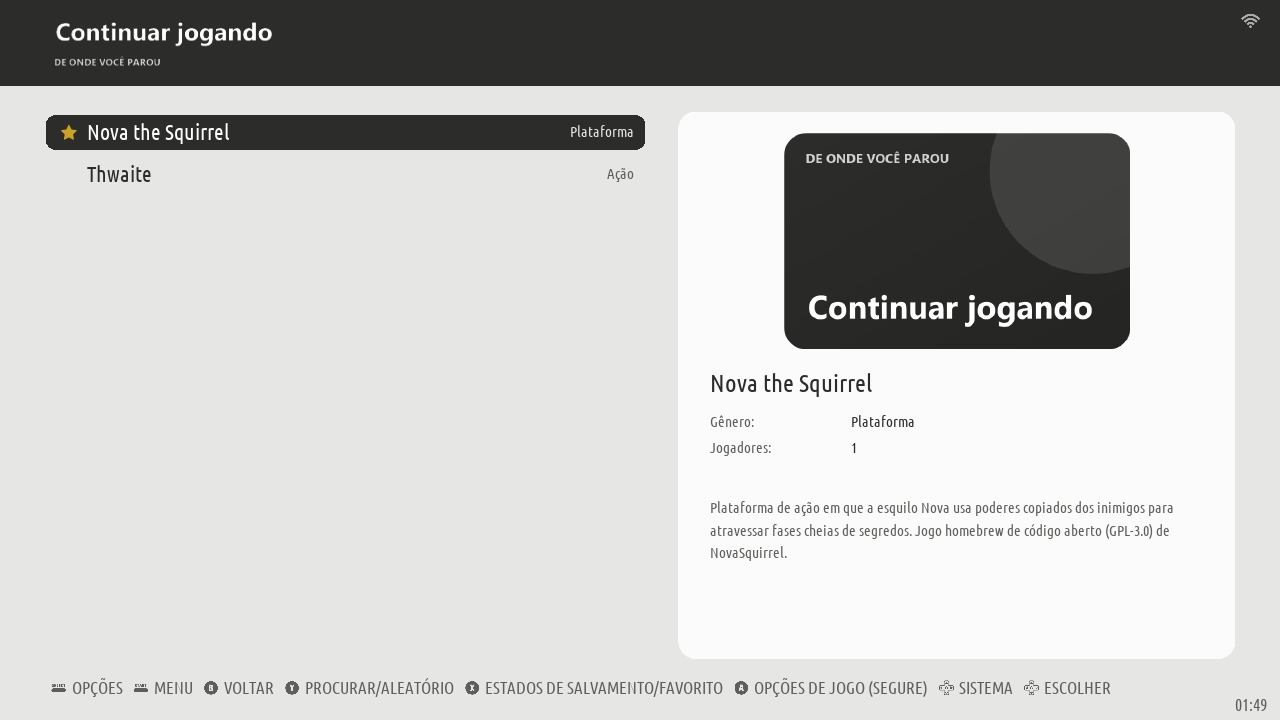 Continuar jogando
DE ONDE VOCÊ PAROU
Nova the Squirrel Plataforma
Thwaite Ação
DE ONDE VOCÊ PAROU
Continuar jogando
Nova the Squirrel
Gênero: Plataforma
Jogadores: 1
Plataforma de ação em que a esquilo Nova usa poderes copiados dos inimigos para
atravessar fases cheias de segredos. Jogo homebrew de código aberto (GPL-3.0) de
NovaSquirrel.
SELECT OPÇÕES START MENU B VOLTAR Y PROCURAR/ALEATÓRIO X ESTADOS DE SALVAMENTO/FAVORITO A OPÇÕES DE JOGO (SEGURE) SISTEMA ESCOLHER
01:49